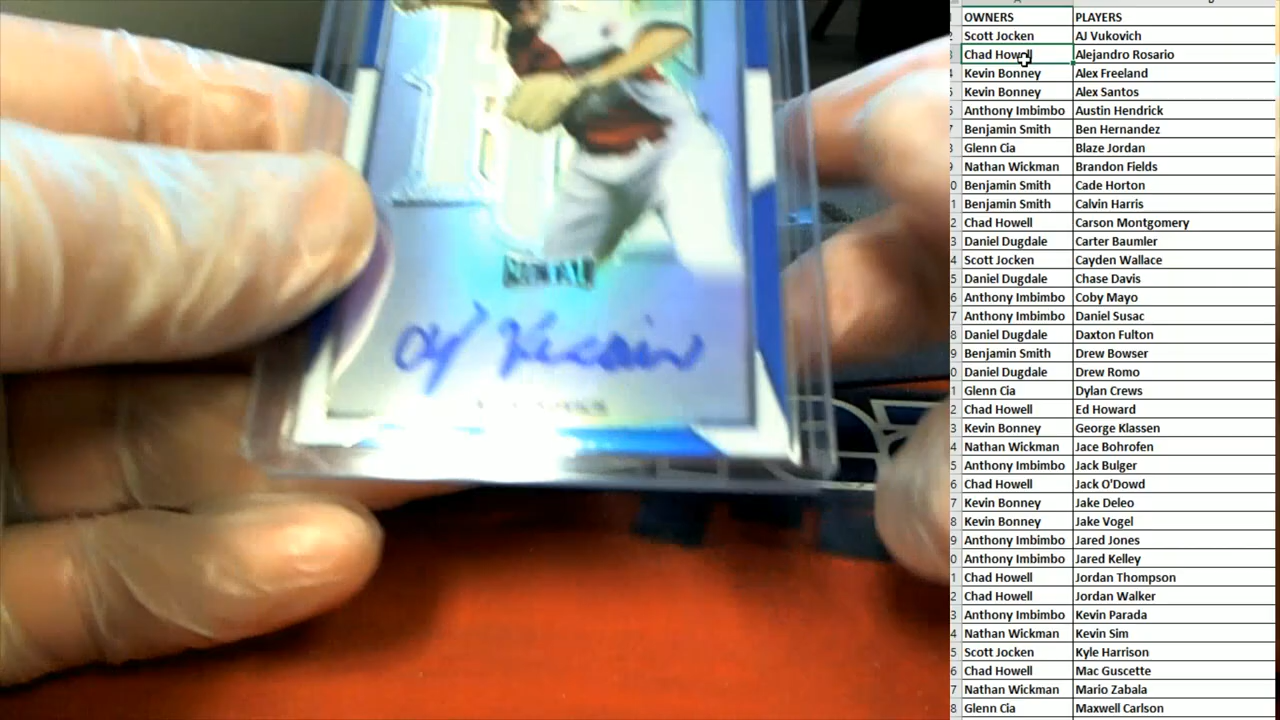 OWNERS PLAYERS
Scott Jocken AJ Vukovich
Chad Howell Alejandro Rosario
Kevin Bonney Alex Freeland
Kevin Bonney Alex Santos
Anthony Imbimbo Austin Hendrick
Benjamin Smith Ben Hernandez
Glenn Cia Blaze Jordan
Nathan Wickman Brandon Fields
Benjamin Smith Cade Horton
Benjamin Smith Calvin Harris
Chad Howell Carson Montgomery
Daniel Dugdale Carter Baumler
Scott Jocken Cayden Wallace
Daniel Dugdale Chase Davis
Anthony Imbimbo Coby Mayo
Anthony Imbimbo Daniel Susac
Daniel Dugdale Daxton Fulton
Benjamin Smith Drew Bowser
Daniel Dugdale Drew Romo
Glenn Cia Dylan Crews
Chad Howell Ed Howard
Kevin Bonney George Klassen
Nathan Wickman Jace Bohrofen
Anthony Imbimbo Jack Bulger
Chad Howell Jack O'Dowd
Kevin Bonney Jake Deleo
Kevin Bonney Jake Vogel
Anthony Imbimbo Jared Jones
Anthony Imbimbo Jared Kelley
Chad Howell Jordan Thompson
Chad Howell Jordan Walker
Anthony Imbimbo Kevin Parada
Nathan Wickman Kevin Sim
Scott Jocken Kyle Harrison
Chad Howell Mac Guscette
Nathan Wickman Mario Zabala
Glenn Cia Maxwell Carlson